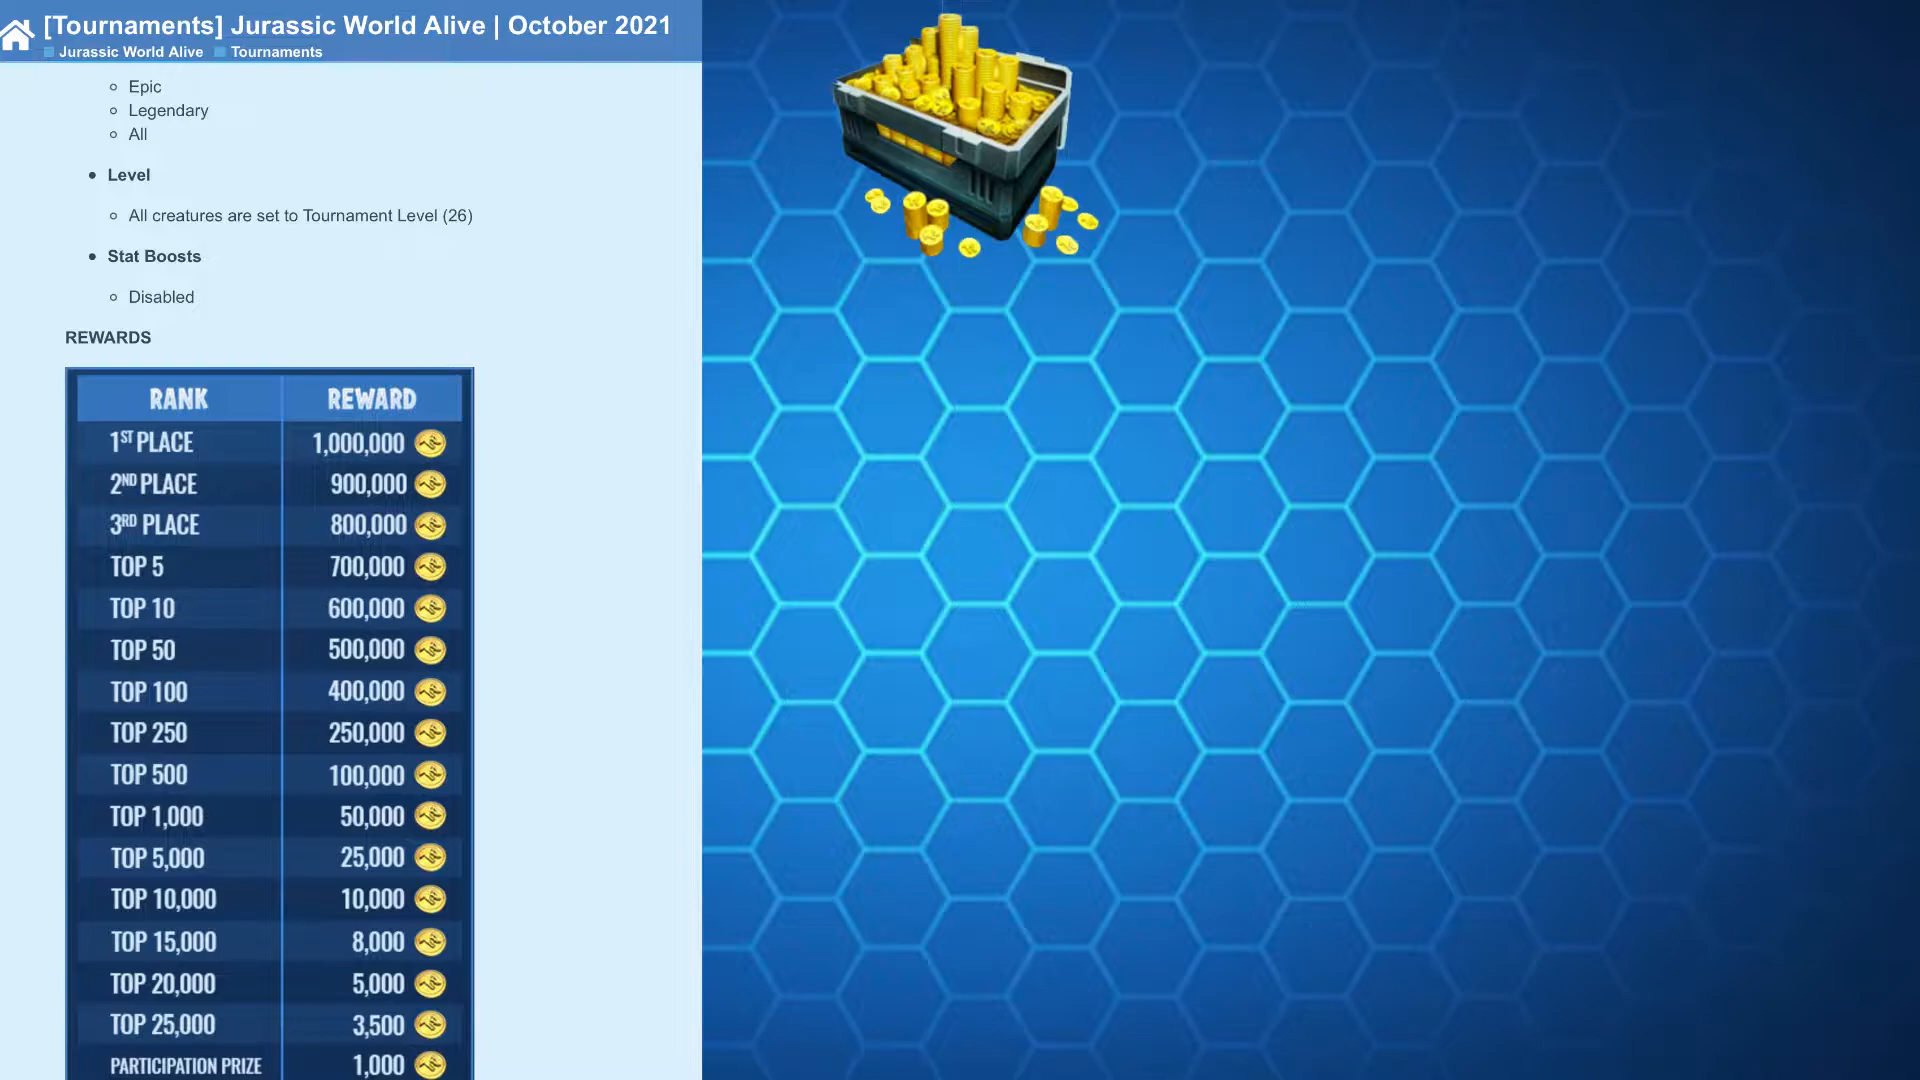 [Tournaments] Jurassic World Alive | October 2021
Jurassic World Alive Tournaments
Epic
Legendary
All
Level
All creatures are set to Tournament Level (26)
Stat Boosts
Disabled
REWARDS
RANK REWARD
1ST PLACE 1,000,000
2ND PLACE 900,000
3RD PLACE 800,000
TOP 5 700,000
TOP 10 600,000
TOP 50 500,000
TOP 100 400,000
TOP 250 250,000
TOP 500 100,000
TOP 1,000 50,000
TOP 5,000 25,000
TOP 10,000 10,000
TOP 15,000 8,000
TOP 20,000 5,000
TOP 25,000 3,500
PARTICIPATION PRIZE 1,000